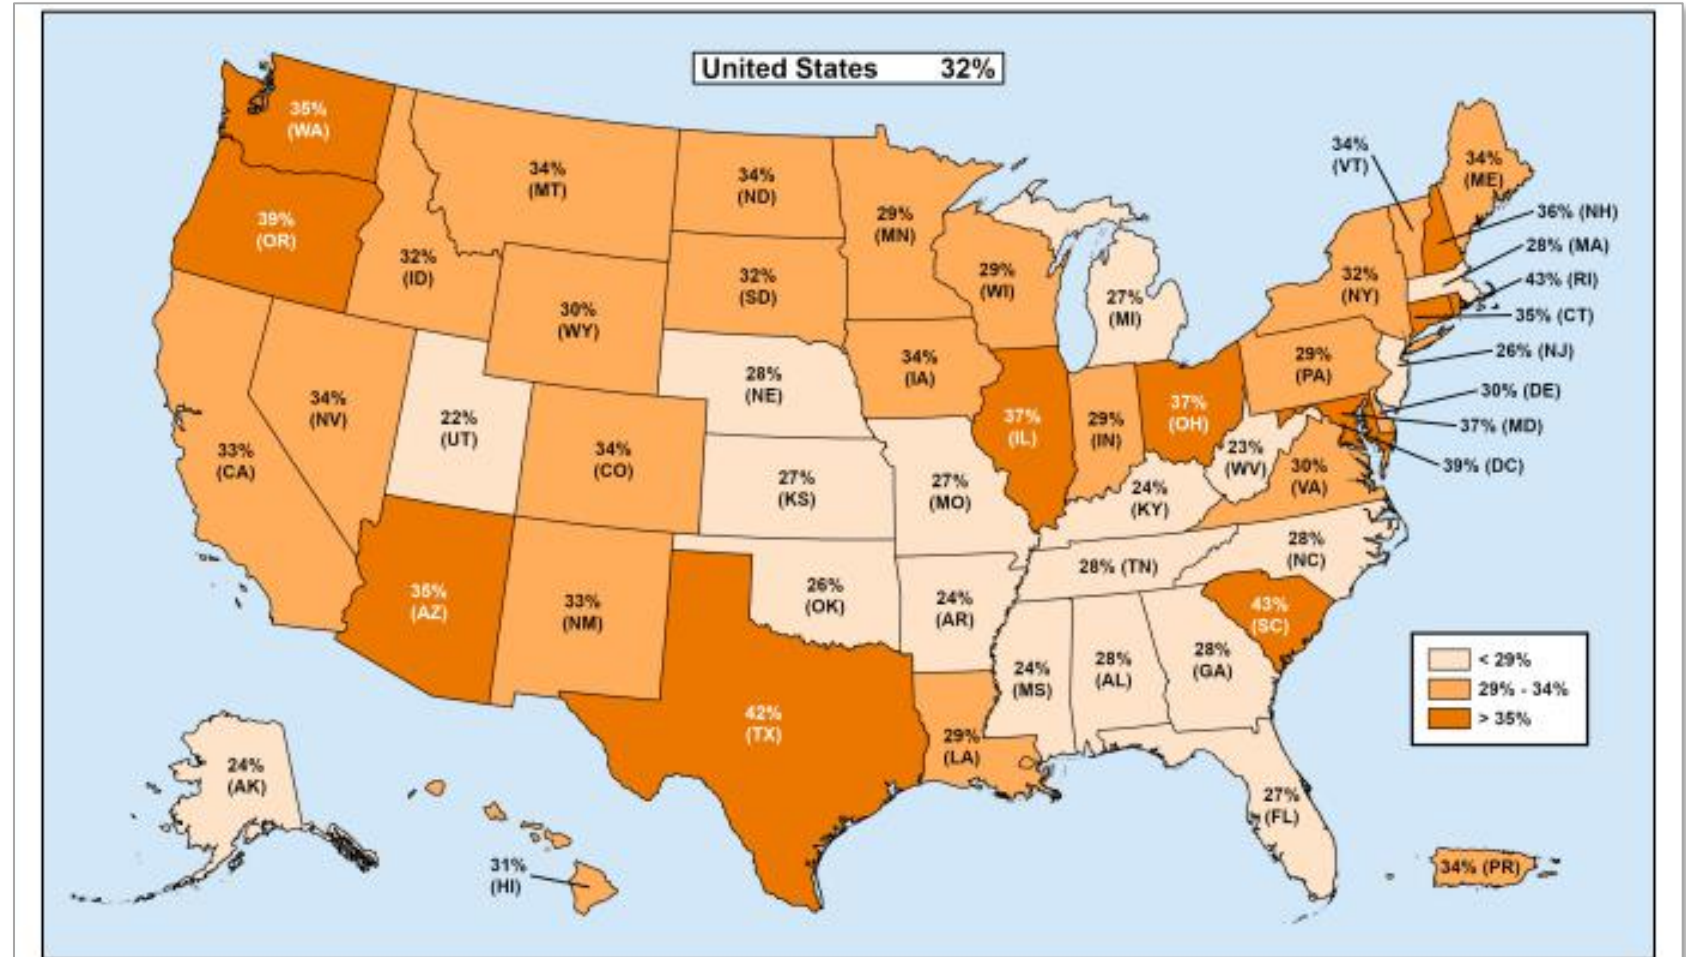 United States 32%
35%
(WA)
39%
(OR)
34%
(MT)
32%
(ID)
34%
(ND)
32%
(SD)
29%
(MN)
29%
(WI)
27%
(MI)
30%
(WY)
33%
(CA)
34%
(NV)
22%
(UT)
34%
(CO)
28%
(NE)
27%
(KS)
34%
(IA)
27%
(MO)
37%
(IL)
29%
(IN)
37%
(OH)
34%
(VT)
34%
(ME)
36% (NH)
28% (MA)
43% (RI)
35% (CT)
26% (NJ)
30% (DE)
37% (MD)
39% (DC)
32%
(NY)
29%
(PA)
23%
(WV)
30%
(VA)
24%
(KY)
28% (TN)
28%
(NC)
43%
(SC)
28%
(GA)
28%
(AL)
24%
(MS)
29%
(LA)
24%
(AR)
26%
(OK)
42%
(TX)
33%
(NM)
35%
(AZ)
27%
(FL)
24%
(AK)
31%
(HI)
34% (PR)
< 29%
29% - 34%
> 35%